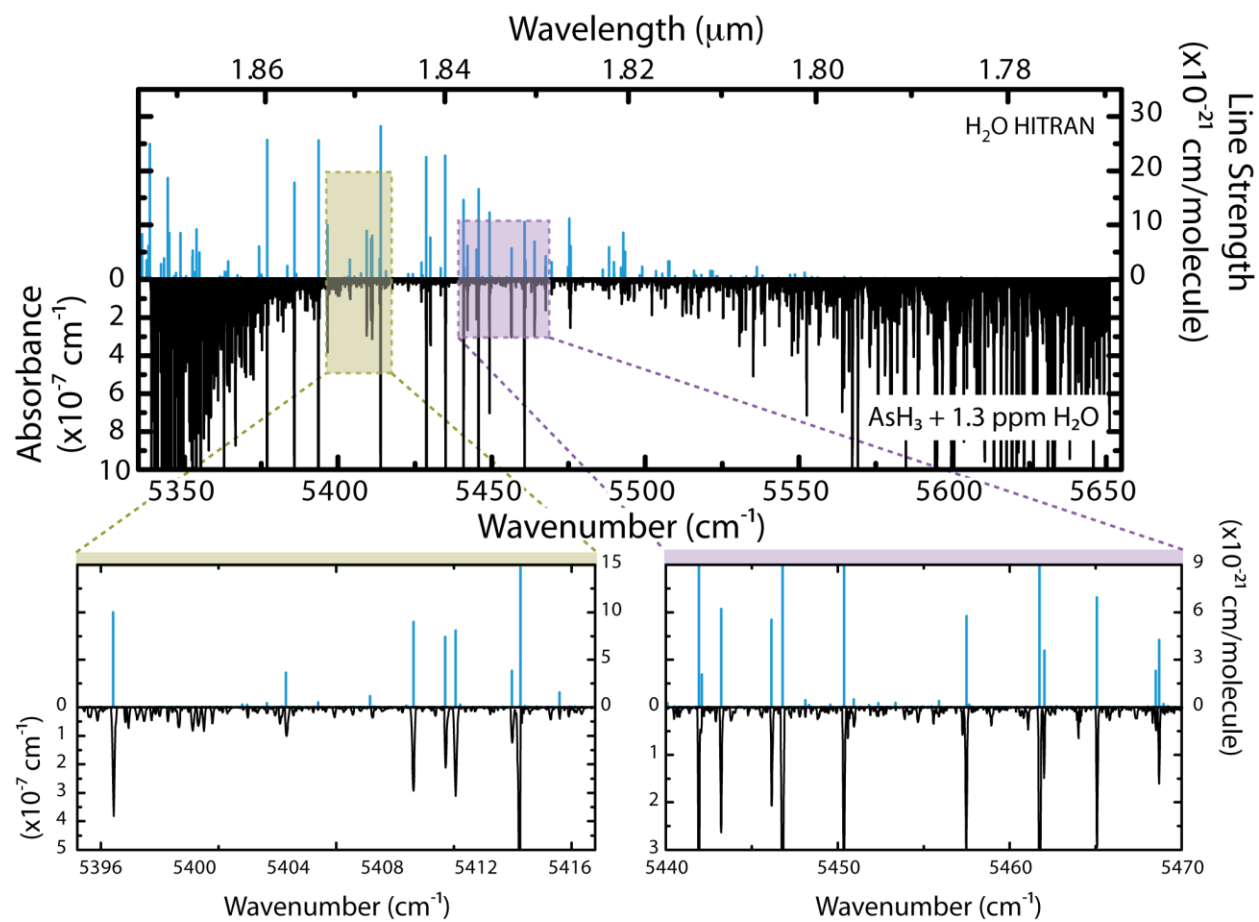 Wavelength (μm)
1.86 1.84 1.82 1.80 1.78
H2O HITRAN
30
20
10
0
Line Strength
(x10-21 cm/molecule)
0
2
4
6
8
10
Absorbance
(x10-7 cm-1)
AsH3 + 1.3 ppm H2O
5350 5400 5450 5500 5550 5600 5650
Wavenumber (cm-1)
15
10
5
0
0
1
2
3
4
5
(x10-7 cm-1)
5396 5400 5404 5408 5412 5416
Wavenumber (cm-1)
9
6
3
0
(x10-21 cm/molecule)
0
1
2
3
5440 5450 5460 5470
Wavenumber (cm-1)